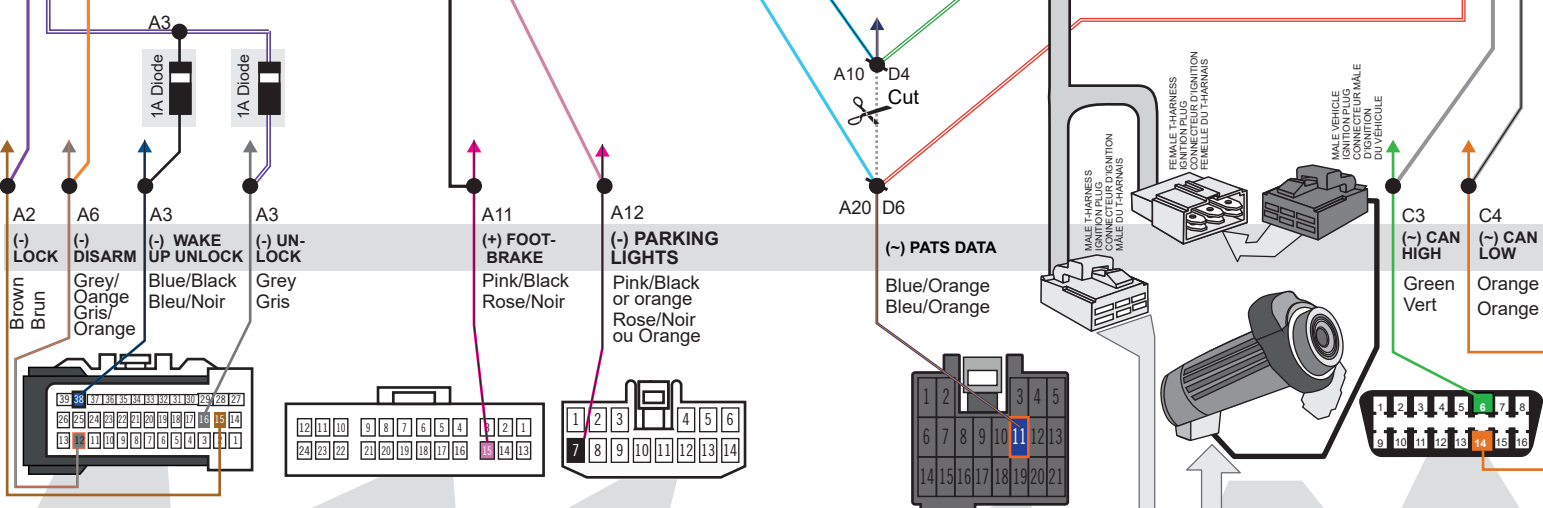 A3
1A Diode
1A Diode
A10 D4
Cut
A20 D6
FEMALE T-HARNESS
IGNITION PLUG
CONNECTEUR D'IGNITION
FEMELLE DU T-HARNAIS
MALE VEHICLE
IGNITION PLUG
CONNECTEUR MÂLE
D'IGNITION
DU VÉHICULE
MALE T-HARNESS
IGNITION PLUG
CONNECTEUR D'IGNITION
MÂLE DU T-HARNAIS
A2
(-)
LOCK
Brown
Brun
A6
(-)
DISARM
Grey/
Oange
Gris/
Orange
A3
(-) WAKE
UP UNLOCK
Blue/Black
Bleu/Noir
A3
(-) UN-
LOCK
Grey
Gris
A11
(+) FOOT-
BRAKE
Pink/Black
Rose/Noir
A12
(-) PARKING
LIGHTS
Pink/Black
or orange
Rose/Noir
ou Orange
(~) PATS DATA
Blue/Orange
Bleu/Orange
C3
(~) CAN
HIGH
Green
Vert
C4
(~) CAN
LOW
Orange
Orange
39 38 37 36 35 34 33 32 31 30 29 28 27
26 25 24 23 22 21 20 19 18 17 16 15 14
13 12 11 10 9 8 7 6 5 4 3 2 1
12 11 10 9 8 7 6 5 4 3 2 1
24 23 22 21 20 19 18 17 16 15 14 13
1 2 3 4 5 6
7 8 9 10 11 12 13 14
1 2 3 4 5
6 7 8 9 10 11 12 13
14 15 16 17 18 19 20 21
1 2 3 4 5 6 7 8
9 10 11 12 13 14 15 16